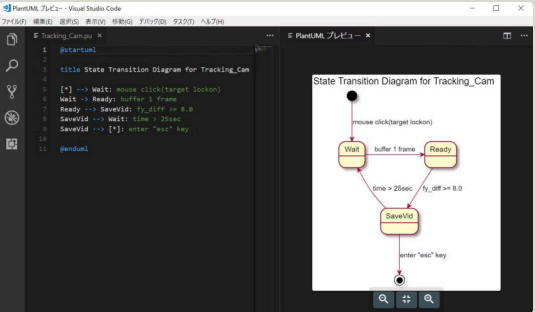 PlantUML プレビュー - Visual Studio Code
ファイル(F) 編集(E) 選択(S) 表示(V) 移動(G) デバッグ(D) タスク(T) ヘルプ(H)
Tracking_Cam.pu
1 @startuml
2
3 title State Transition Diagram for Tracking_Cam
4
5 [*] --> Wait: mouse click(target lockon)
6 Wait -> Ready: buffer 1 frame
7 Ready --> SaveVid: fy_diff >= 8.0
8 SaveVid --> Wait: time > 25sec
9 SaveVid --> [*]: enter "esc" key
10
11 @enduml
PlantUML プレビュー
State Transition Diagram for Tracking_Cam
mouse click(target lockon)
Wait
buffer 1 frame
Ready
time > 25sec
fy_diff >= 8.0
SaveVid
enter "esc" key